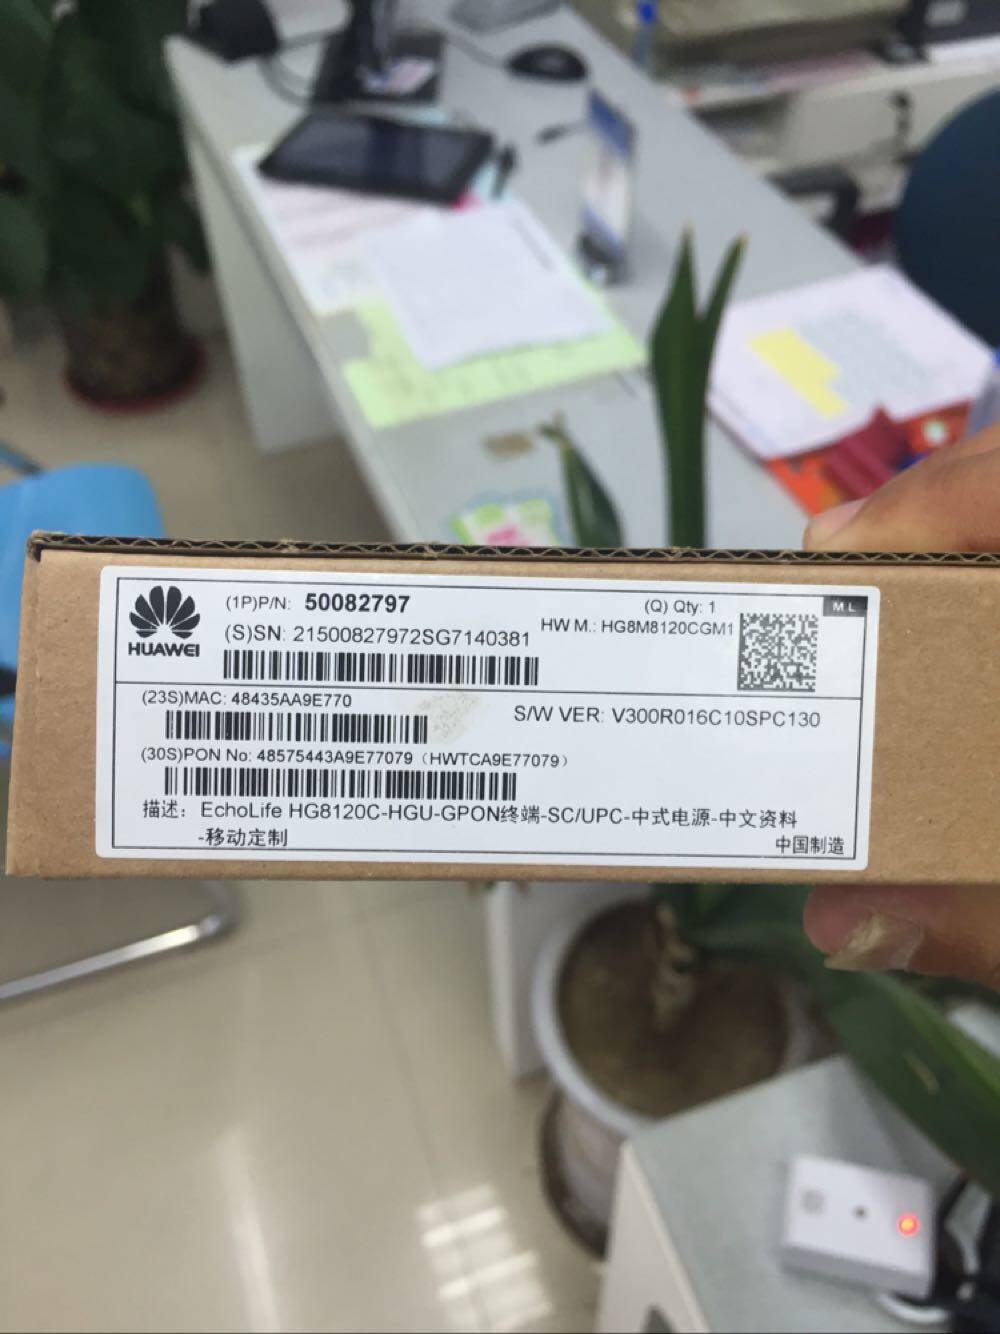 HUAWEI
(1P)P/N: 50082797
(Q) Qty: 1
ML
(S)SN: 21500827972SG7140381
HW M.: HG8M8120CGM1
(23S)MAC: 48435AA9E770
S/W VER: V300R016C10SPC130
(30S)PON No: 48575443A9E77079（HWTCA9E77079）
描述：EchoLife HG8120C-HGU-GPON终端-SC/UPC-中式电源-中文资料
-移动定制
中国制造